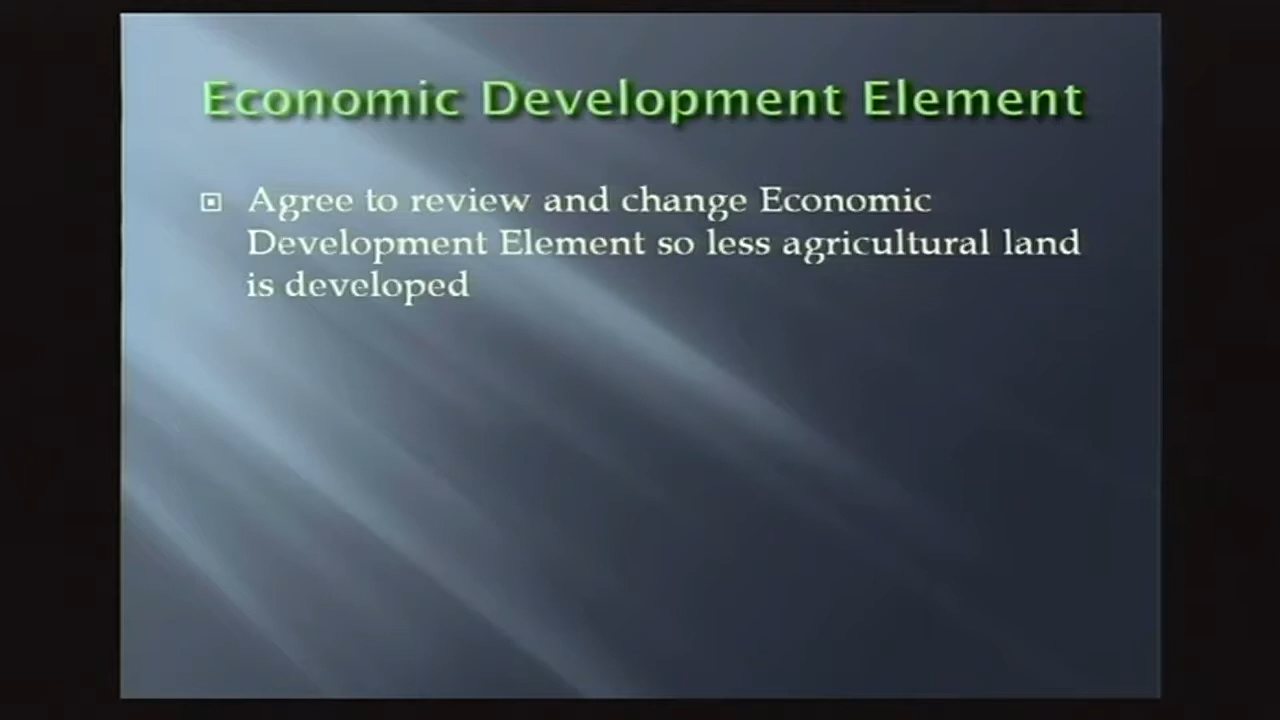 Economic Development Element
Agree to review and change Economic
Development Element so less agricultural land
is developed